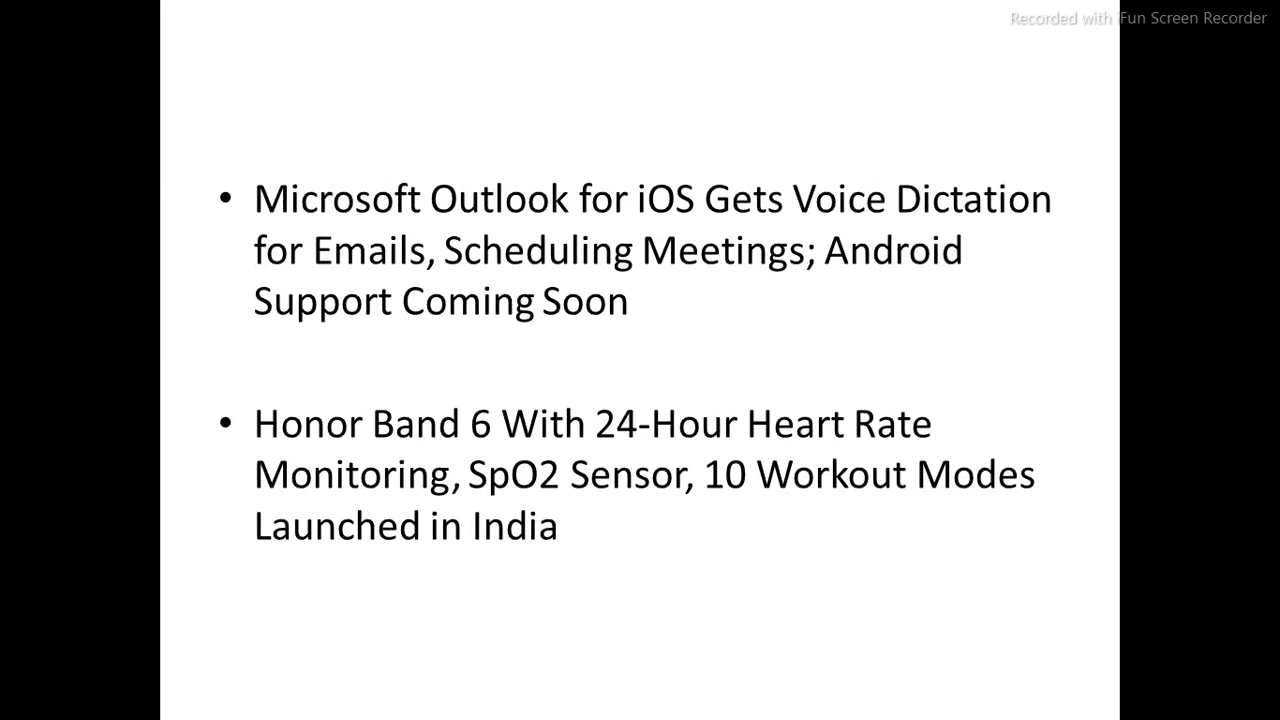 Recorded with iFun Screen Recorder
• Microsoft Outlook for iOS Gets Voice Dictation
for Emails, Scheduling Meetings; Android
Support Coming Soon
• Honor Band 6 With 24-Hour Heart Rate
Monitoring, SpO2 Sensor, 10 Workout Modes
Launched in India